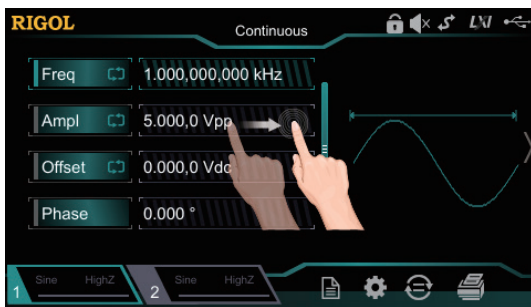 RIGOL
Continuous
LXI
Freq 1.000,000,000 kHz
Ampl 5.000,0 Vpp
Offset 0.000,0 Vdc
Phase 0.000 °
1 Sine HighZ
2 Sine HighZ